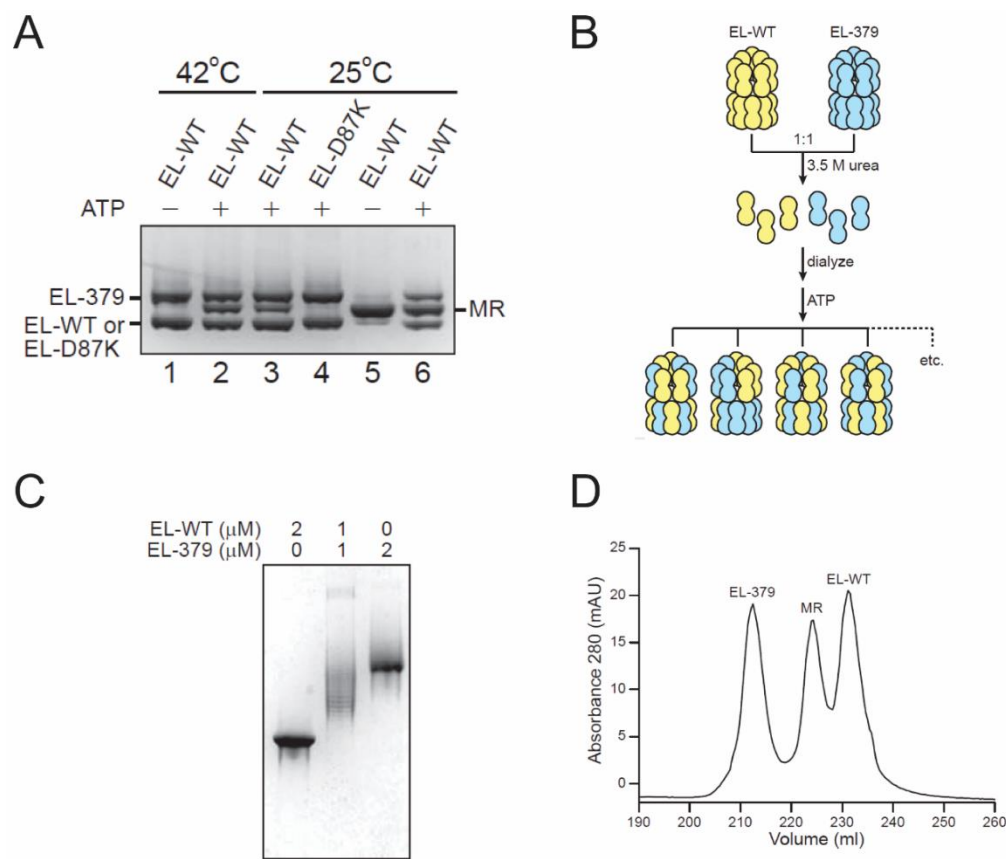 A
42°C 25°C
EL-WT EL-WT EL-WT EL-D87K EL-WT EL-WT
ATP − + + + − +
EL-379
MR
EL-WT or
EL-D87K
1 2 3 4 5 6
B
EL-WT EL-379
1:1
3.5 M urea
dialyze
ATP
etc.
C
EL-WT (μM) 2 1 0
EL-379 (μM) 0 1 2
D
Absorbance 280 (mAU)
25
20
15
10
5
0
EL-379 MR EL-WT
190 200 210 220 230 240 250 260
Volume (ml)